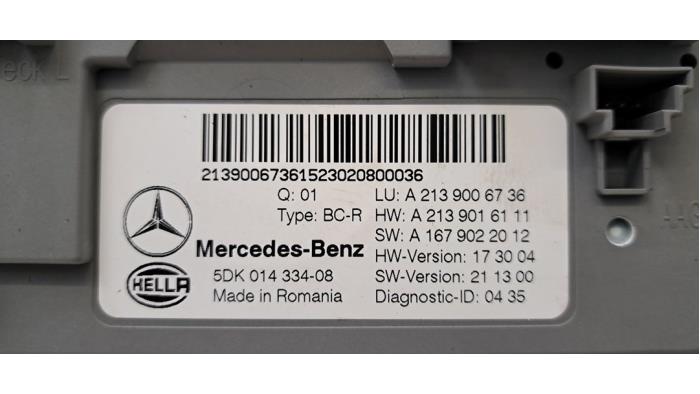 eck L
21390067361523020800036
Q: 01
Type: BC-R
LU: A 213 900 67 36
HW: A 213 901 61 11
SW: A 167 902 20 12
HW-Version: 17 30 04
SW-Version: 21 13 00
Diagnostic-ID: 04 35
Mercedes-Benz
HELLA
5DK 014 334-08
Made in Romania